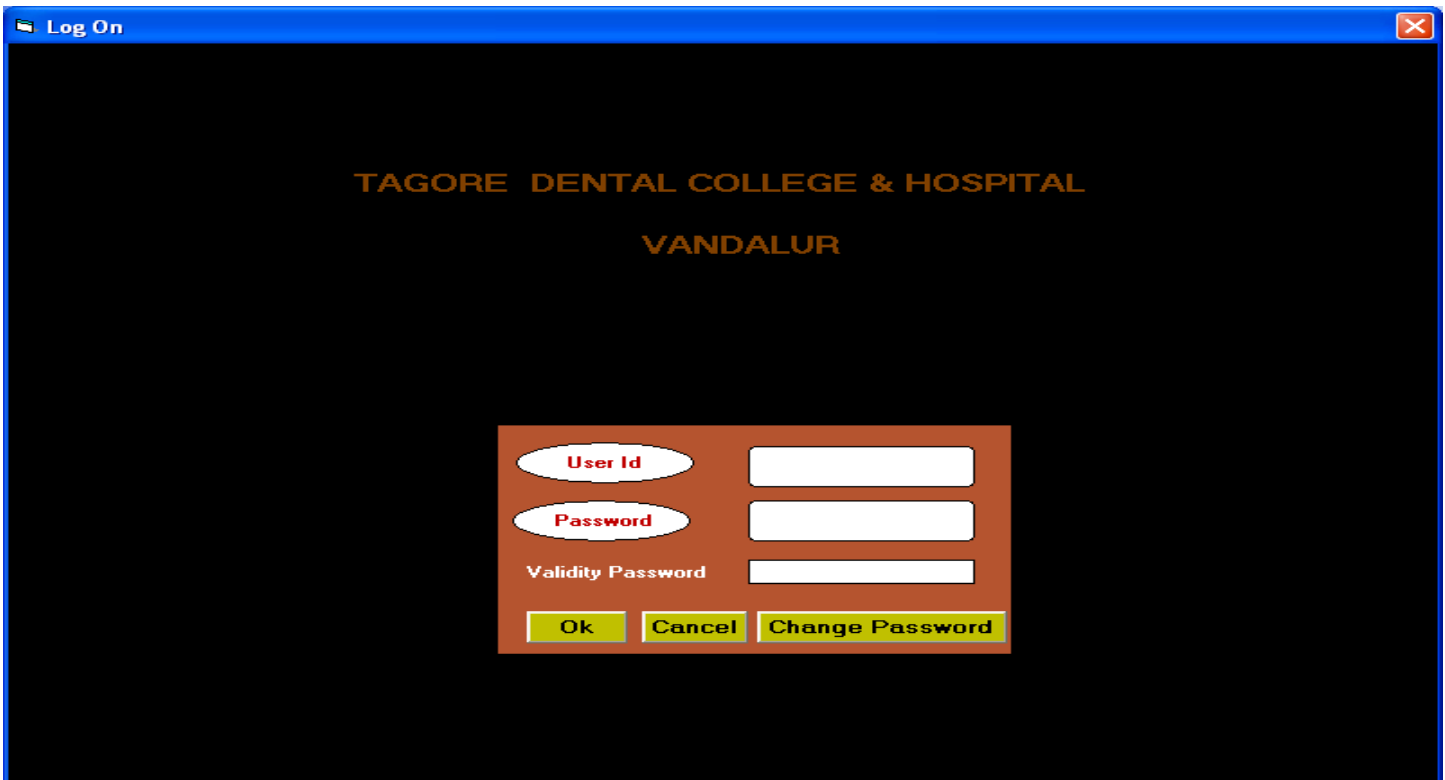 Log On
TAGORE DENTAL COLLEGE & HOSPITAL
VANDALUR
User Id
Password
Validity Password
Ok Cancel Change Password